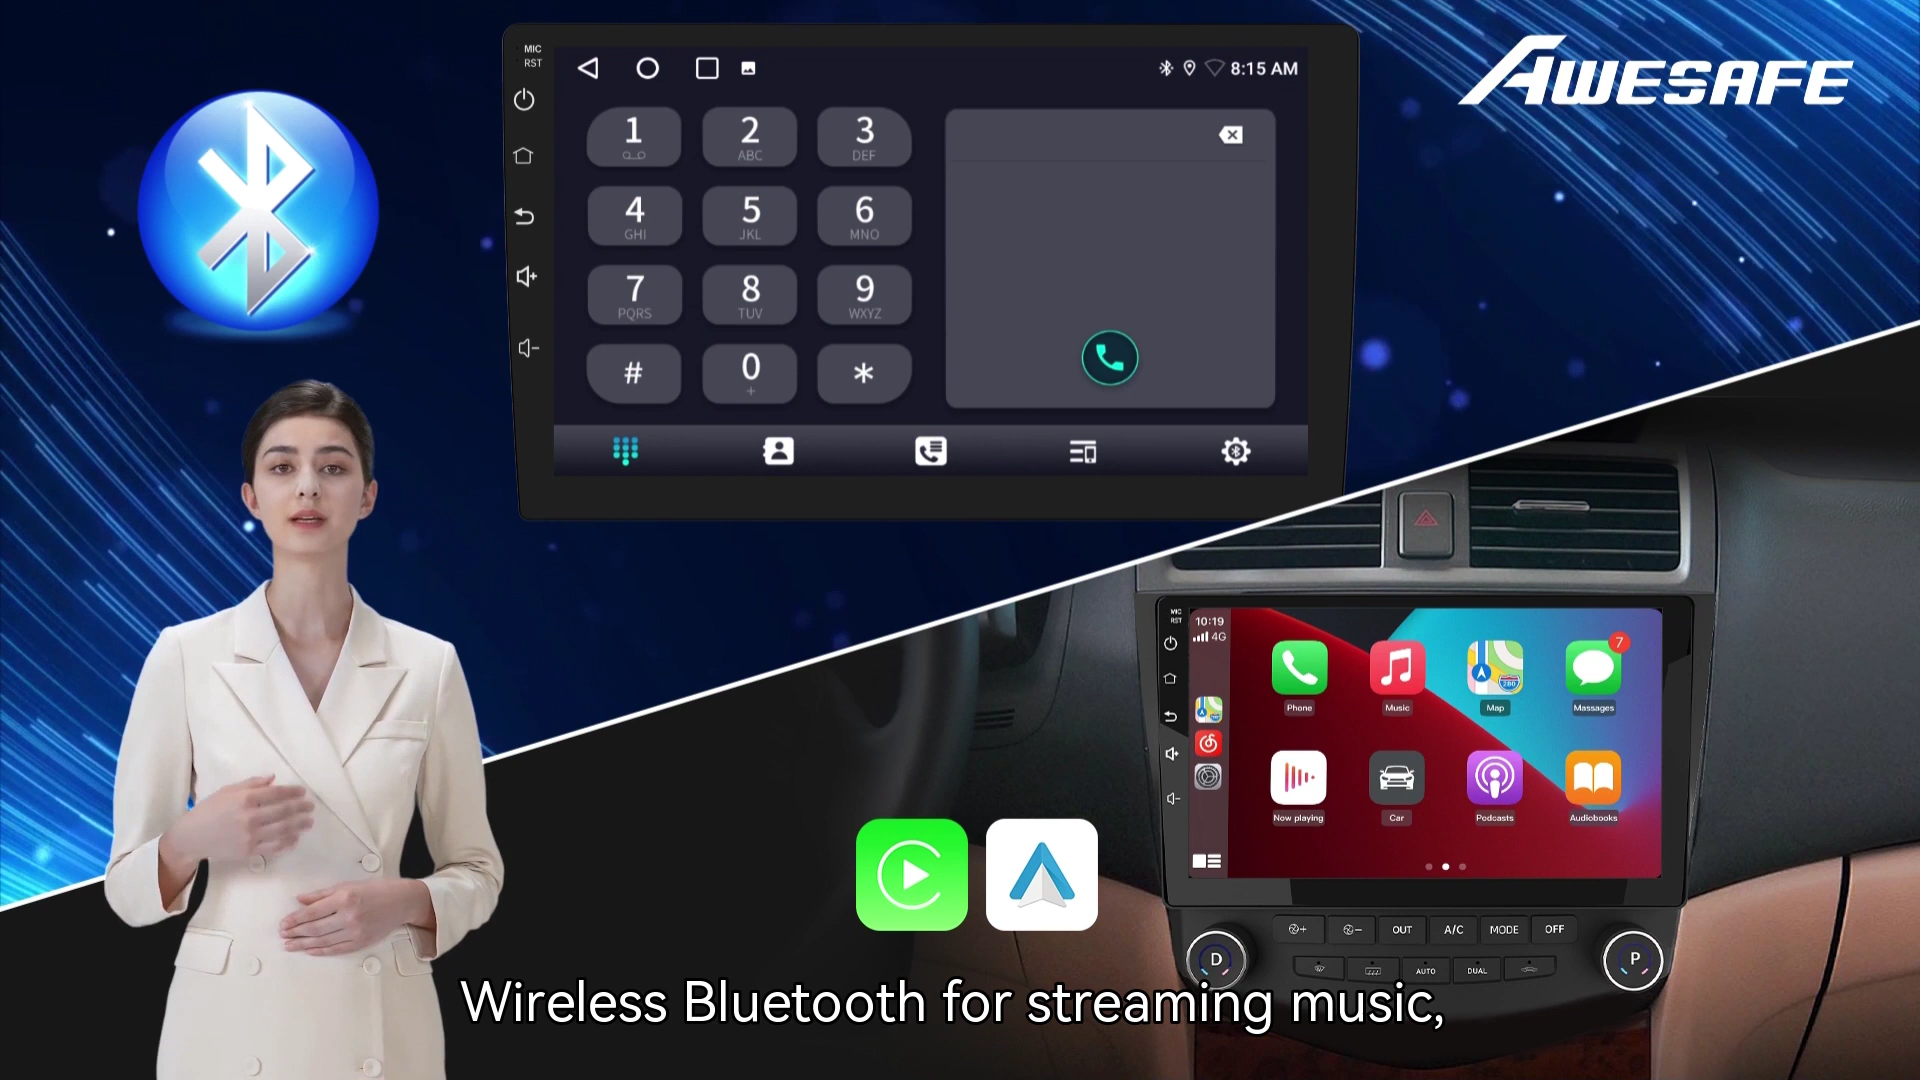 AWESAFE
MIC
RST
8:15 AM
1
2
ABC
3
DEF
4
GHI
5
JKL
6
MNO
7
PQRS
8
TUV
9
WXYZ
#
0
+
*
MIC
RST
10:19
4G
7
Phone
Music
280
Map
Massages
Now playing
Car
Podcasts
Audiobooks
OUT
A/C
MODE
OFF
D
AUTO
DUAL
P
Wireless Bluetooth for streaming music,